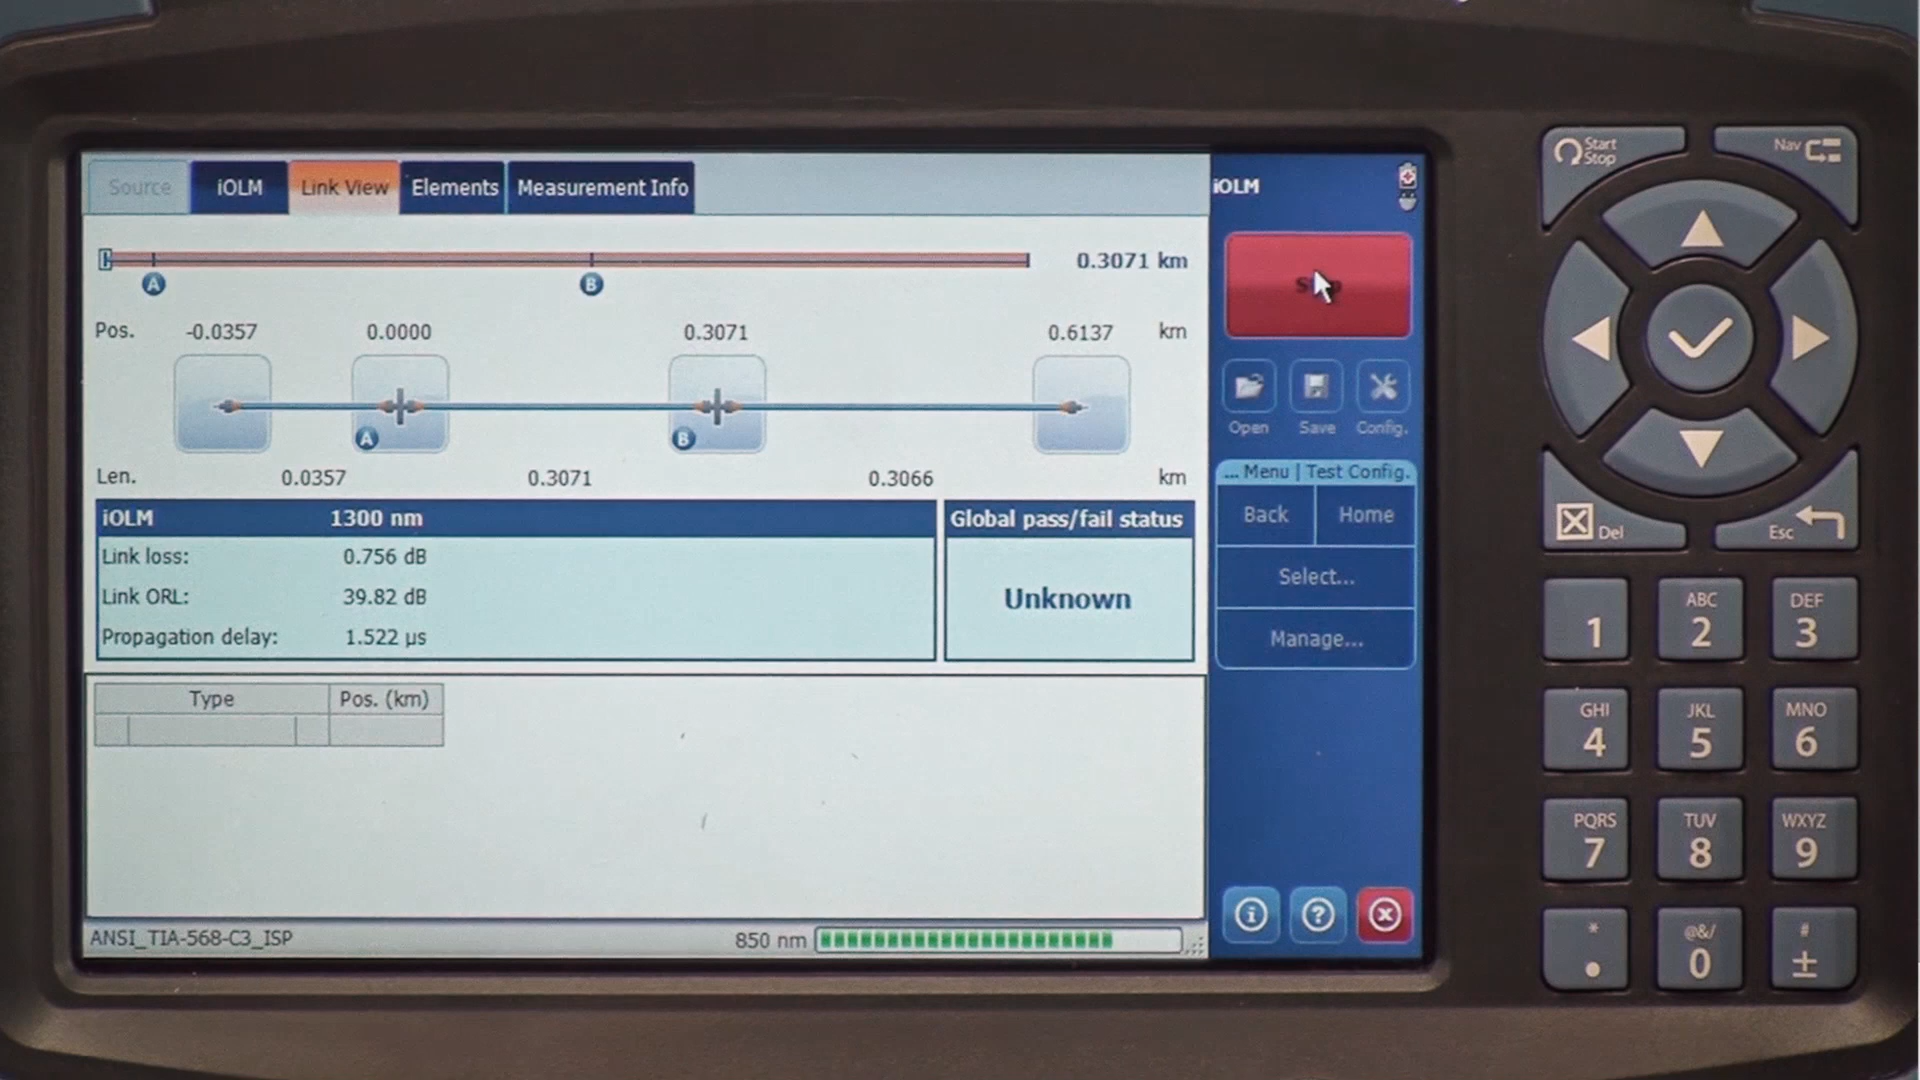 Source iOLM Link View Elements Measurement Info
iOLM
0.3071 km
A B
Pos. -0.0357 0.0000 0.3071 0.6137 km
A B
Len. 0.0357 0.3071 0.3066 km
iOLM 1300 nm
Link loss: 0.756 dB
Link ORL: 39.82 dB
Propagation delay: 1.522 µs
Global pass/fail status
Unknown
Type Pos. (km)
ANSI_TIA-568-C3_ISP
850 nm
Open Save Config.
... Menu | Test Config.
Back Home
Select...
Manage...
Start
Stop
Nav
Del
Esc
1
ABC
2
DEF
3
GHI
4
JKL
5
MNO
6
PQRS
7
TUV
8
WXYZ
9
*
•
@&/
0
#
±